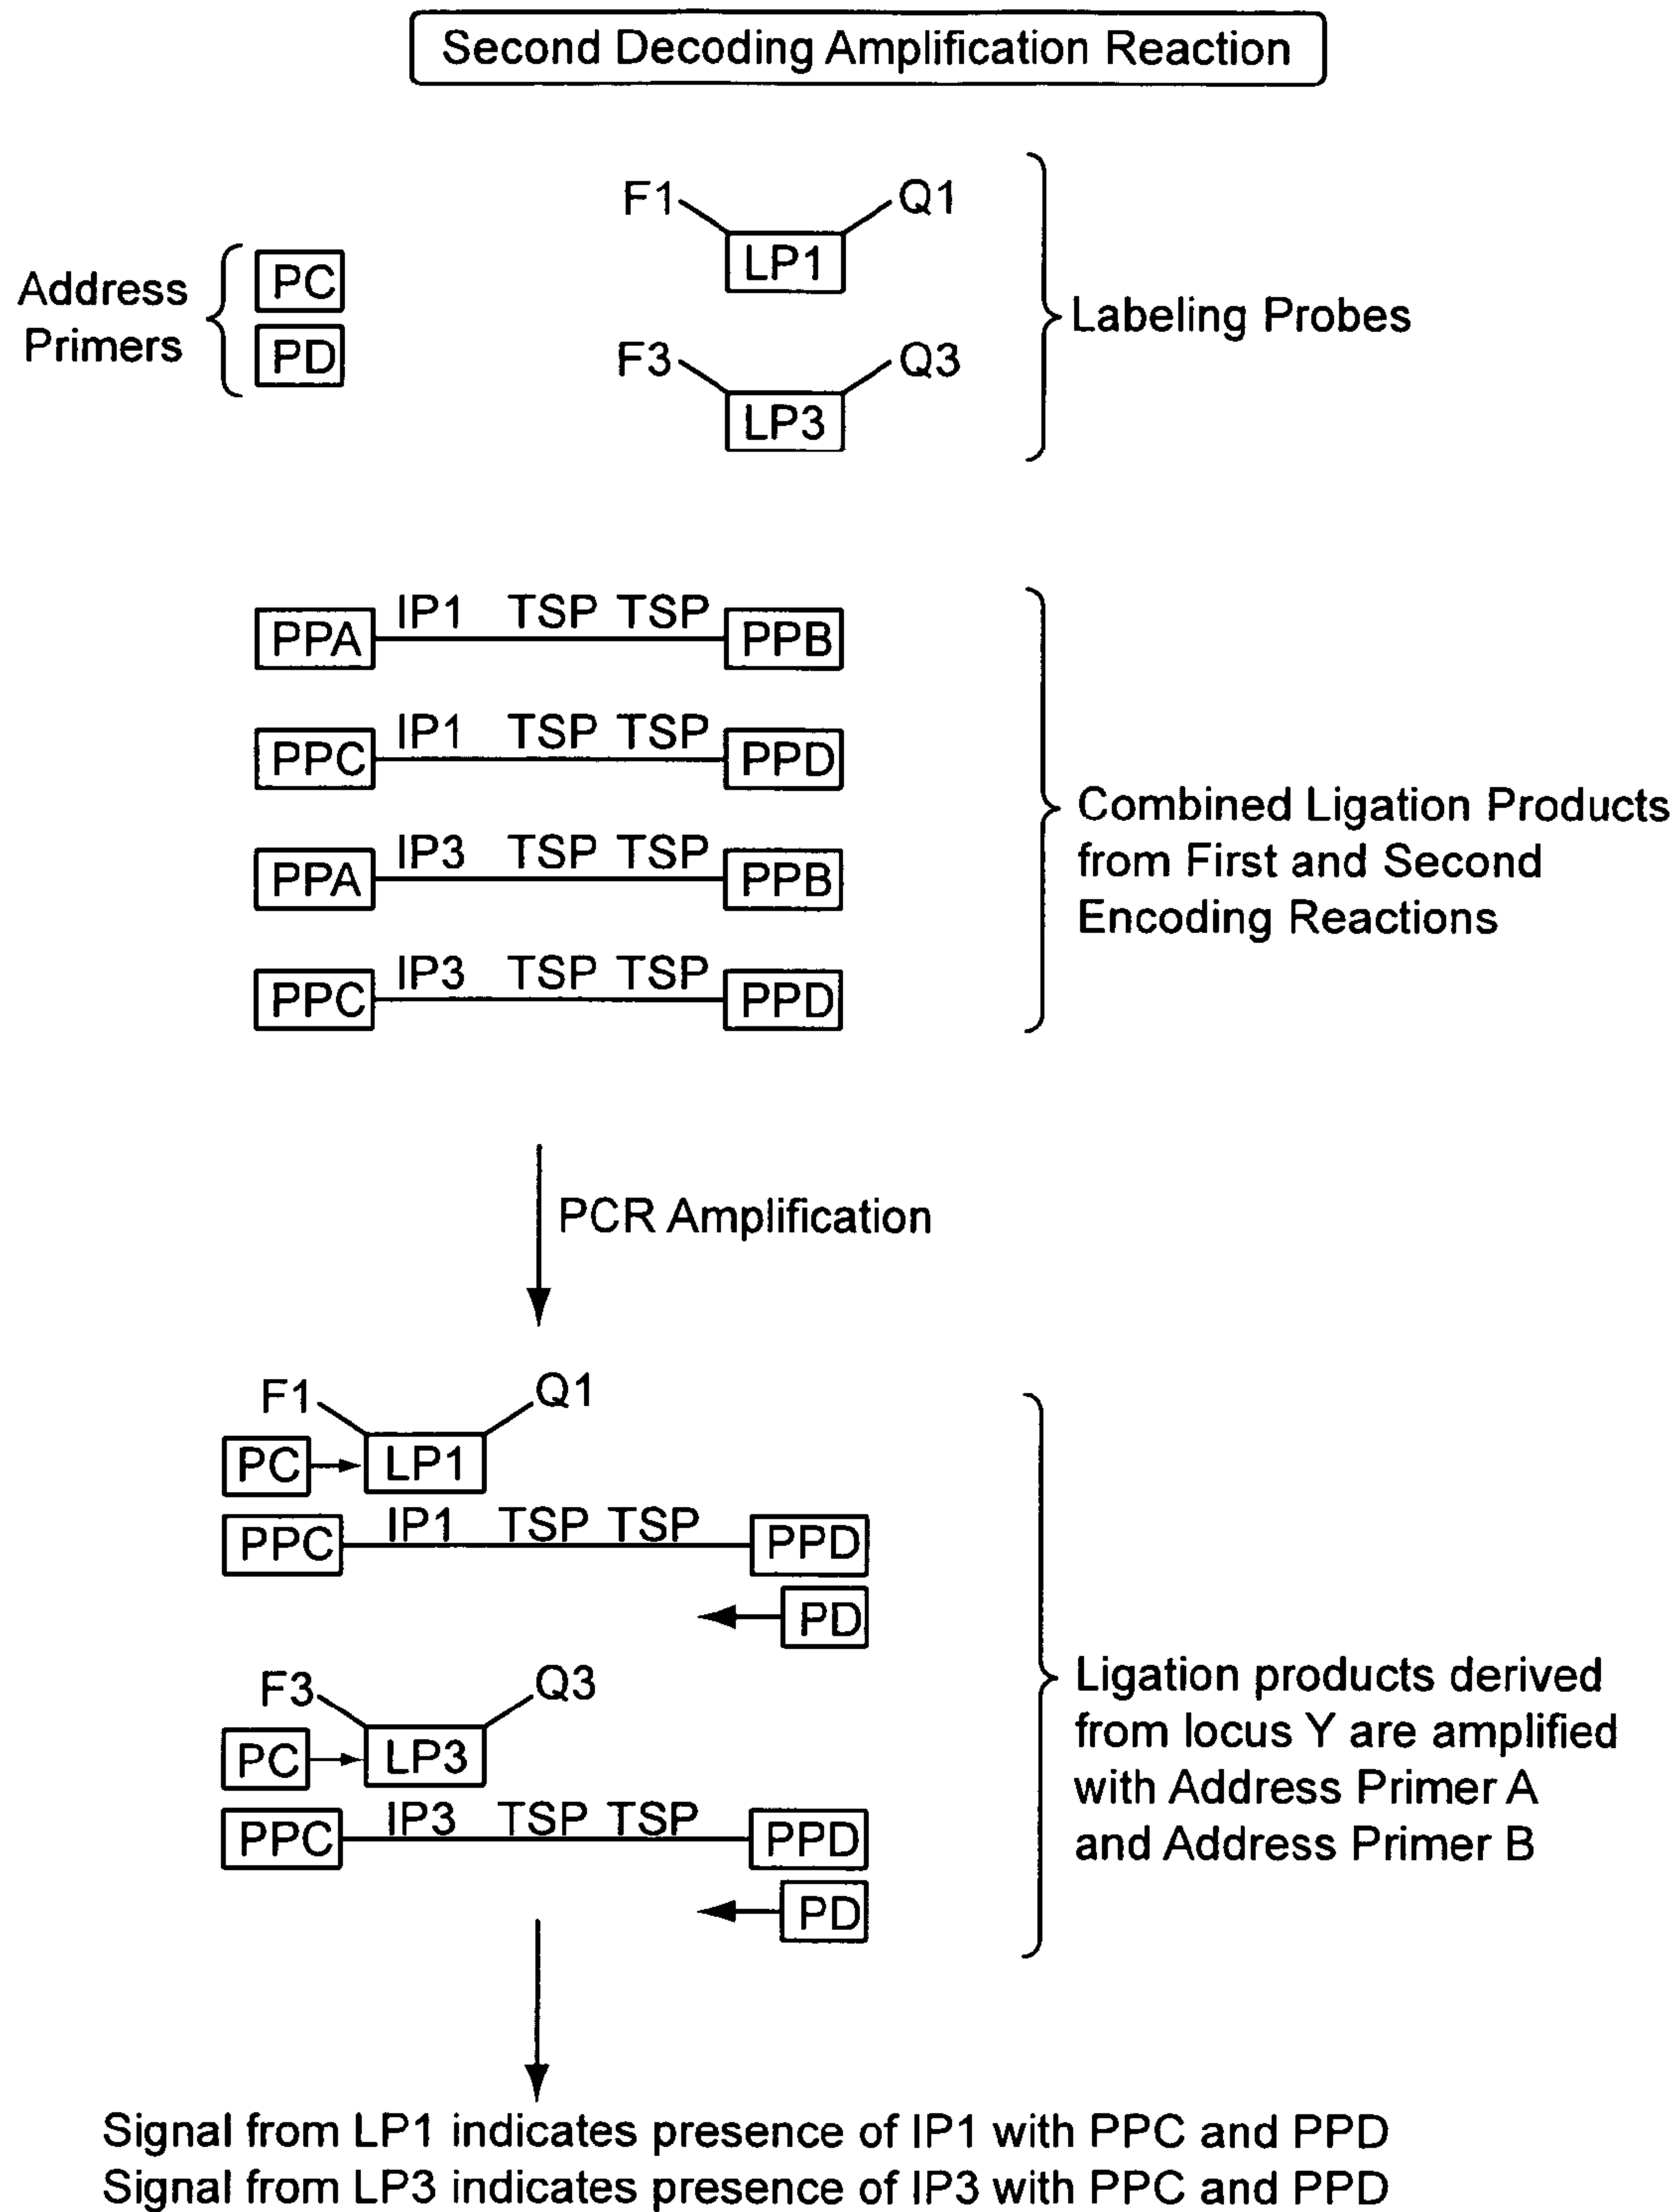 Second Decoding Amplification Reaction
F1
Q1
LP1
Address
Primers
PC
PD
F3
Q3
LP3
Labeling Probes
PPA IP1 TSP TSP PPB
PPC IP1 TSP TSP PPD
PPA IP3 TSP TSP PPB
PPC IP3 TSP TSP PPD
Combined Ligation Products
from First and Second
Encoding Reactions
PCR Amplification
F1
Q1
PC
LP1
PPC IP1 TSP TSP PPD
PD
F3
Q3
PC
LP3
PPC IP3 TSP TSP PPD
PD
Ligation products derived
from locus Y are amplified
with Address Primer A
and Address Primer B
Signal from LP1 indicates presence of IP1 with PPC and PPD
Signal from LP3 indicates presence of IP3 with PPC and PPD